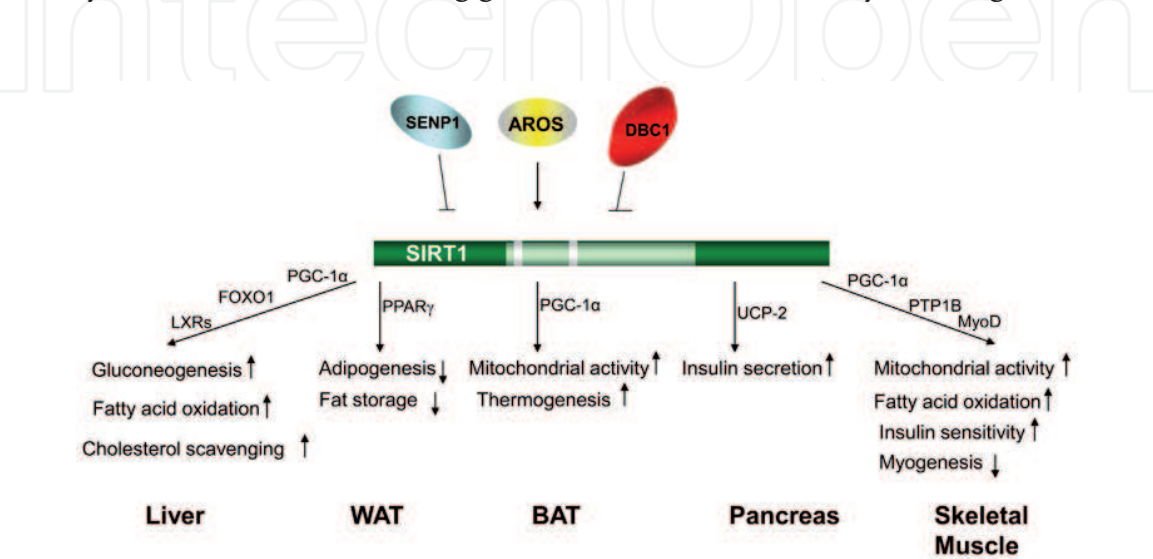 IntechOpen
SENP1
AROS
DBC1
SIRT1
PGC-1α
FOXO1
LXRs
PPARγ
PGC-1α
UCP-2
PGC-1α
PTP1B
MyoD
Gluconeogenesis ↑
Fatty acid oxidation ↑
Cholesterol scavenging ↑
Adipogenesis ↓
Fat storage ↓
Mitochondrial activity ↑
Thermogenesis ↑
Insulin secretion ↑
Mitochondrial activity ↑
Fatty acid oxidation ↑
Insulin sensitivity ↑
Myogenesis ↓
Liver
WAT
BAT
Pancreas
Skeletal
Muscle